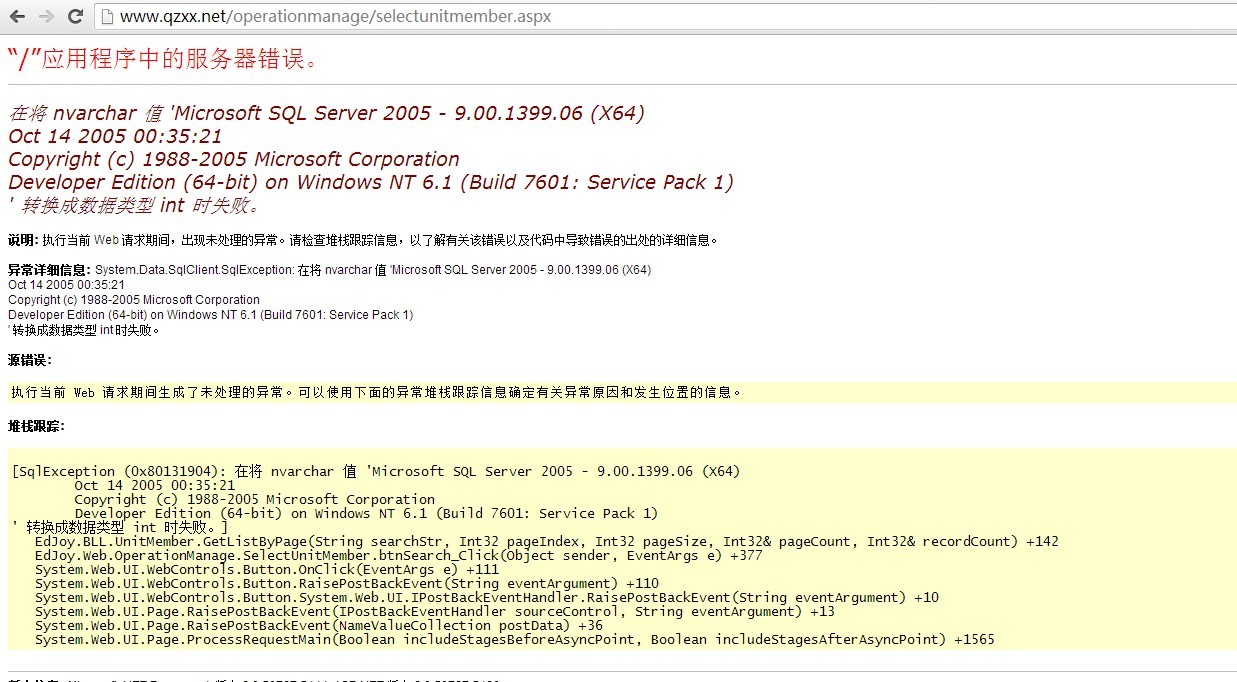 www.qzxx.net/operationmanage/selectunitmember.aspx
“/”应用程序中的服务器错误。
在将 nvarchar 值 'Microsoft SQL Server 2005 - 9.00.1399.06 (X64)
Oct 14 2005 00:35:21
Copyright (c) 1988-2005 Microsoft Corporation
Developer Edition (64-bit) on Windows NT 6.1 (Build 7601: Service Pack 1)
' 转换成数据类型 int 时失败。
说明: 执行当前 Web 请求期间，出现未处理的异常。请检查堆栈跟踪信息，以了解有关该错误以及代码中导致错误的出处的详细信息。
异常详细信息: System.Data.SqlClient.SqlException: 在将 nvarchar 值 'Microsoft SQL Server 2005 - 9.00.1399.06 (X64)
Oct 14 2005 00:35:21
Copyright (c) 1988-2005 Microsoft Corporation
Developer Edition (64-bit) on Windows NT 6.1 (Build 7601: Service Pack 1)
' 转换成数据类型 int 时失败。
源错误:
执行当前 Web 请求期间生成了未处理的异常。可以使用下面的异常堆栈跟踪信息确定有关异常原因和发生位置的信息。
堆栈跟踪:
[SqlException (0x80131904): 在将 nvarchar 值 'Microsoft SQL Server 2005 - 9.00.1399.06 (X64)
Oct 14 2005 00:35:21
Copyright (c) 1988-2005 Microsoft Corporation
Developer Edition (64-bit) on Windows NT 6.1 (Build 7601: Service Pack 1)
' 转换成数据类型 int 时失败。]
EdJoy.BLL.UnitMember.GetListByPage(String searchStr, Int32 pageIndex, Int32 pageSize, Int32& pageCount, Int32& recordCount) +142
EdJoy.Web.OperationManage.SelectUnitMember.btnSearch_Click(Object sender, EventArgs e) +377
System.Web.UI.WebControls.Button.OnClick(EventArgs e) +111
System.Web.UI.WebControls.Button.RaisePostBackEvent(String eventArgument) +110
System.Web.UI.WebControls.Button.System.Web.UI.IPostBackEventHandler.RaisePostBackEvent(String eventArgument) +10
System.Web.UI.Page.RaisePostBackEvent(IPostBackEventHandler sourceControl, String eventArgument) +13
System.Web.UI.Page.RaisePostBackEvent(NameValueCollection postData) +36
System.Web.UI.Page.ProcessRequestMain(Boolean includeStagesBeforeAsyncPoint, Boolean includeStagesAfterAsyncPoint) +1565